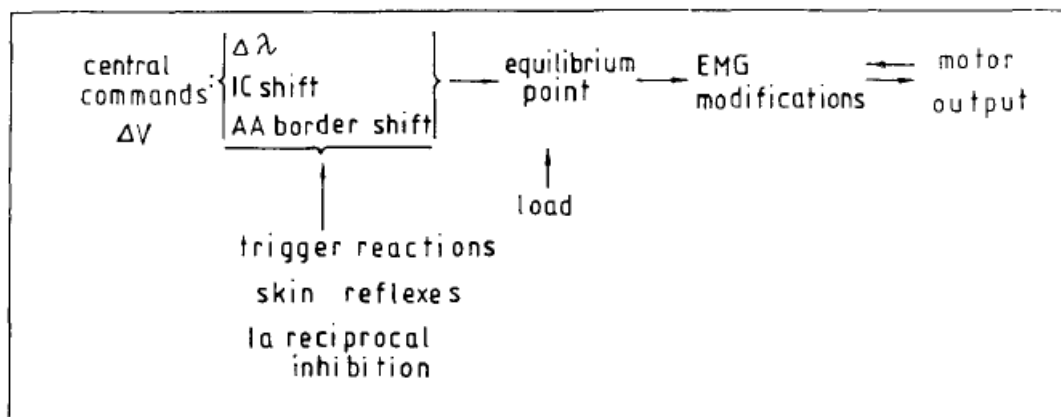 central
commands:
ΔV
Δλ
IC shift
AA border shift
equilibrium
point
EMG
modifications
motor
output
load
trigger reactions
skin reflexes
Ia reciprocal
inhibition